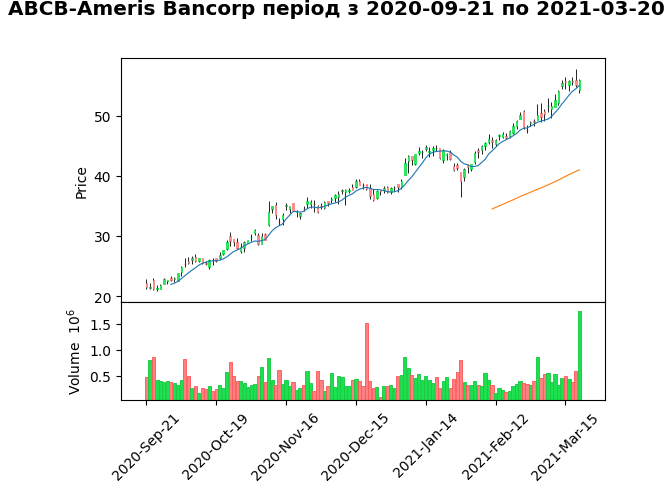 ABCB-Ameris Bancorp період з 2020-09-21 по 2021-03-20
50
40
30
20
Price
1.5
1.0
0.5
Volume 10^6
2020-Sep-21
2020-Oct-19
2020-Nov-16
2020-Dec-15
2021-Jan-14
2021-Feb-12
2021-Mar-15